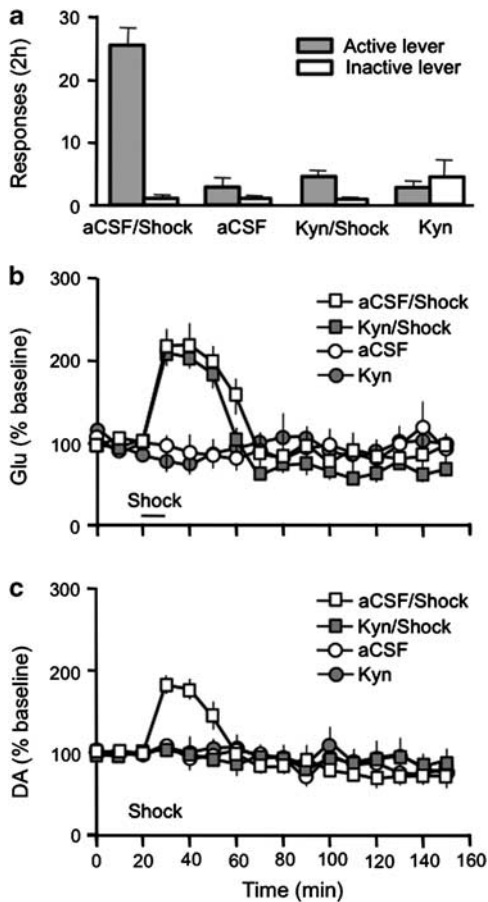 a
Responses (2h)
30
20
10
0
Active lever
Inactive lever
aCSF/Shock
aCSF
Kyn/Shock
Kyn
b
Glu (% baseline)
300
200
100
0
aCSF/Shock
Kyn/Shock
aCSF
Kyn
Shock
c
DA (% baseline)
300
200
100
0
aCSF/Shock
Kyn/Shock
aCSF
Kyn
Shock
0 20 40 60 80 100 120 140 160
Time (min)